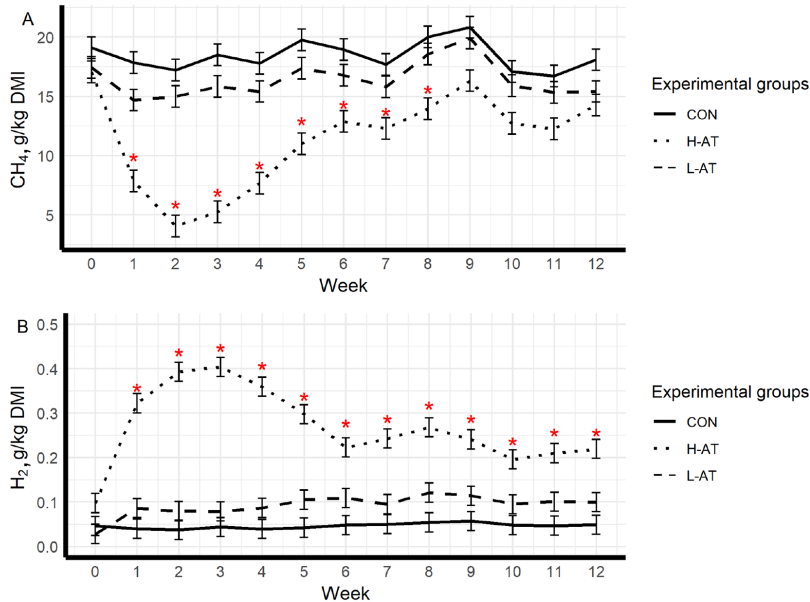 A
20
15
10
5
CH4, g/kg DMI
* * * * * * * *
0 1 2 3 4 5 6 7 8 9 10 11 12
Week
Experimental groups
CON
H-AT
L-AT
B
0.5
0.4
0.3
0.2
0.1
0.0
H2, g/kg DMI
* * * * * * * * * * * *
0 1 2 3 4 5 6 7 8 9 10 11 12
Week
Experimental groups
CON
H-AT
L-AT